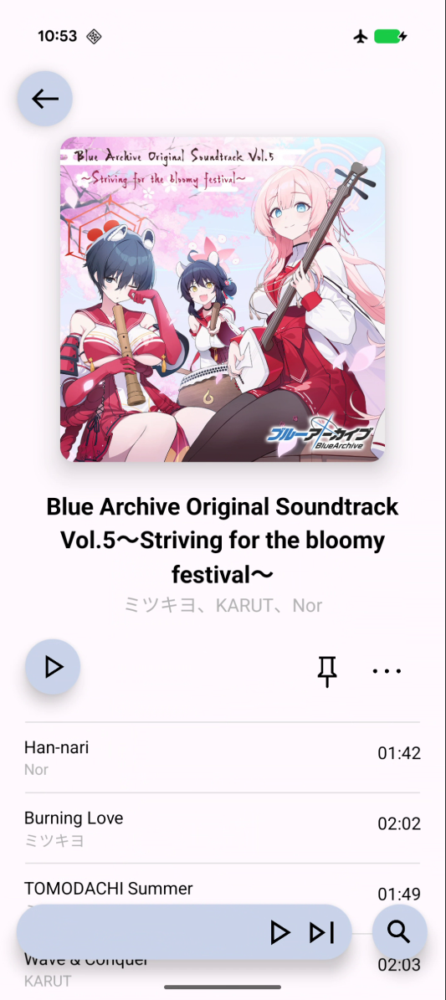 10:53
Blue Archive Original Soundtrack Vol.5
~Striving for the bloomy festival~
ブルーアーカイブ
BlueArchive
Blue Archive Original Soundtrack
Vol.5～Striving for the bloomy
festival～
ミツキヨ、KARUT、Nor
Han-nari
01:42
Nor
Burning Love
02:02
ミツキヨ
TOMODACHI Summer
01:49
Wave & Conquer
02:03
KARUT